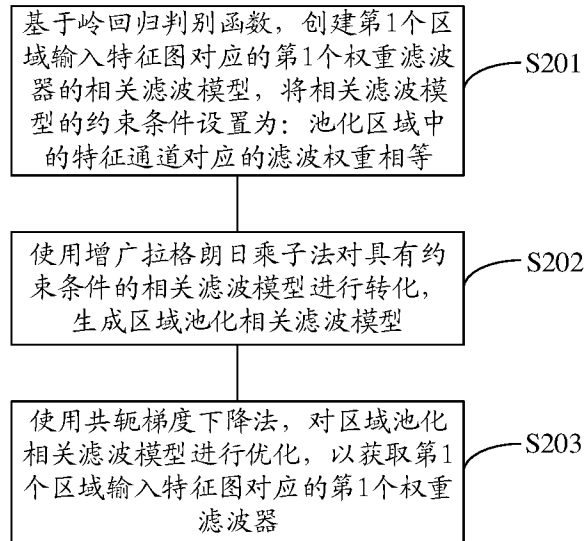 基于岭回归判别函数，创建第1个区
域输入特征图对应的第1个权重滤波
器的相关滤波模型，将相关滤波模
型的约束条件设置为：池化区域中
的特征通道对应的滤波权重相等
S201
使用增广拉格朗日乘子法对具有约
束条件的相关滤波模型进行转化，
生成区域池化相关滤波模型
S202
使用共轭梯度下降法，对区域池化
相关滤波模型进行优化，以获取第1
个区域输入特征图对应的第1个权重
滤波器
S203